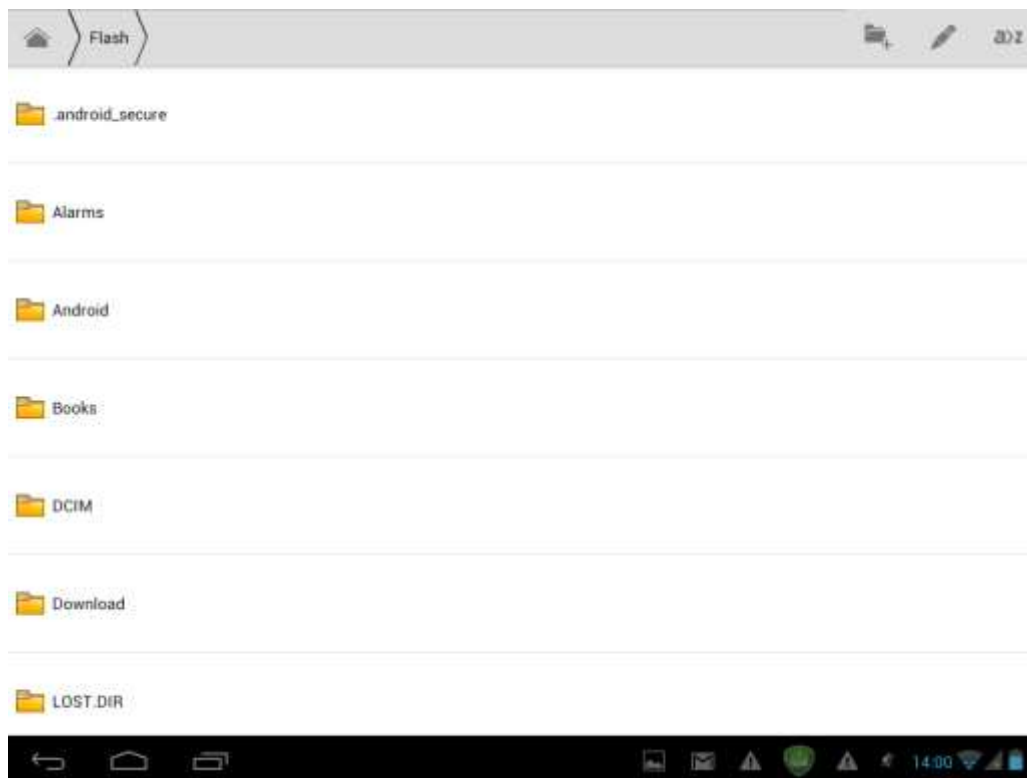 Flash
a>z
.android_secure
Alarms
Android
Books
DCIM
Download
LOST.DIR
14:00